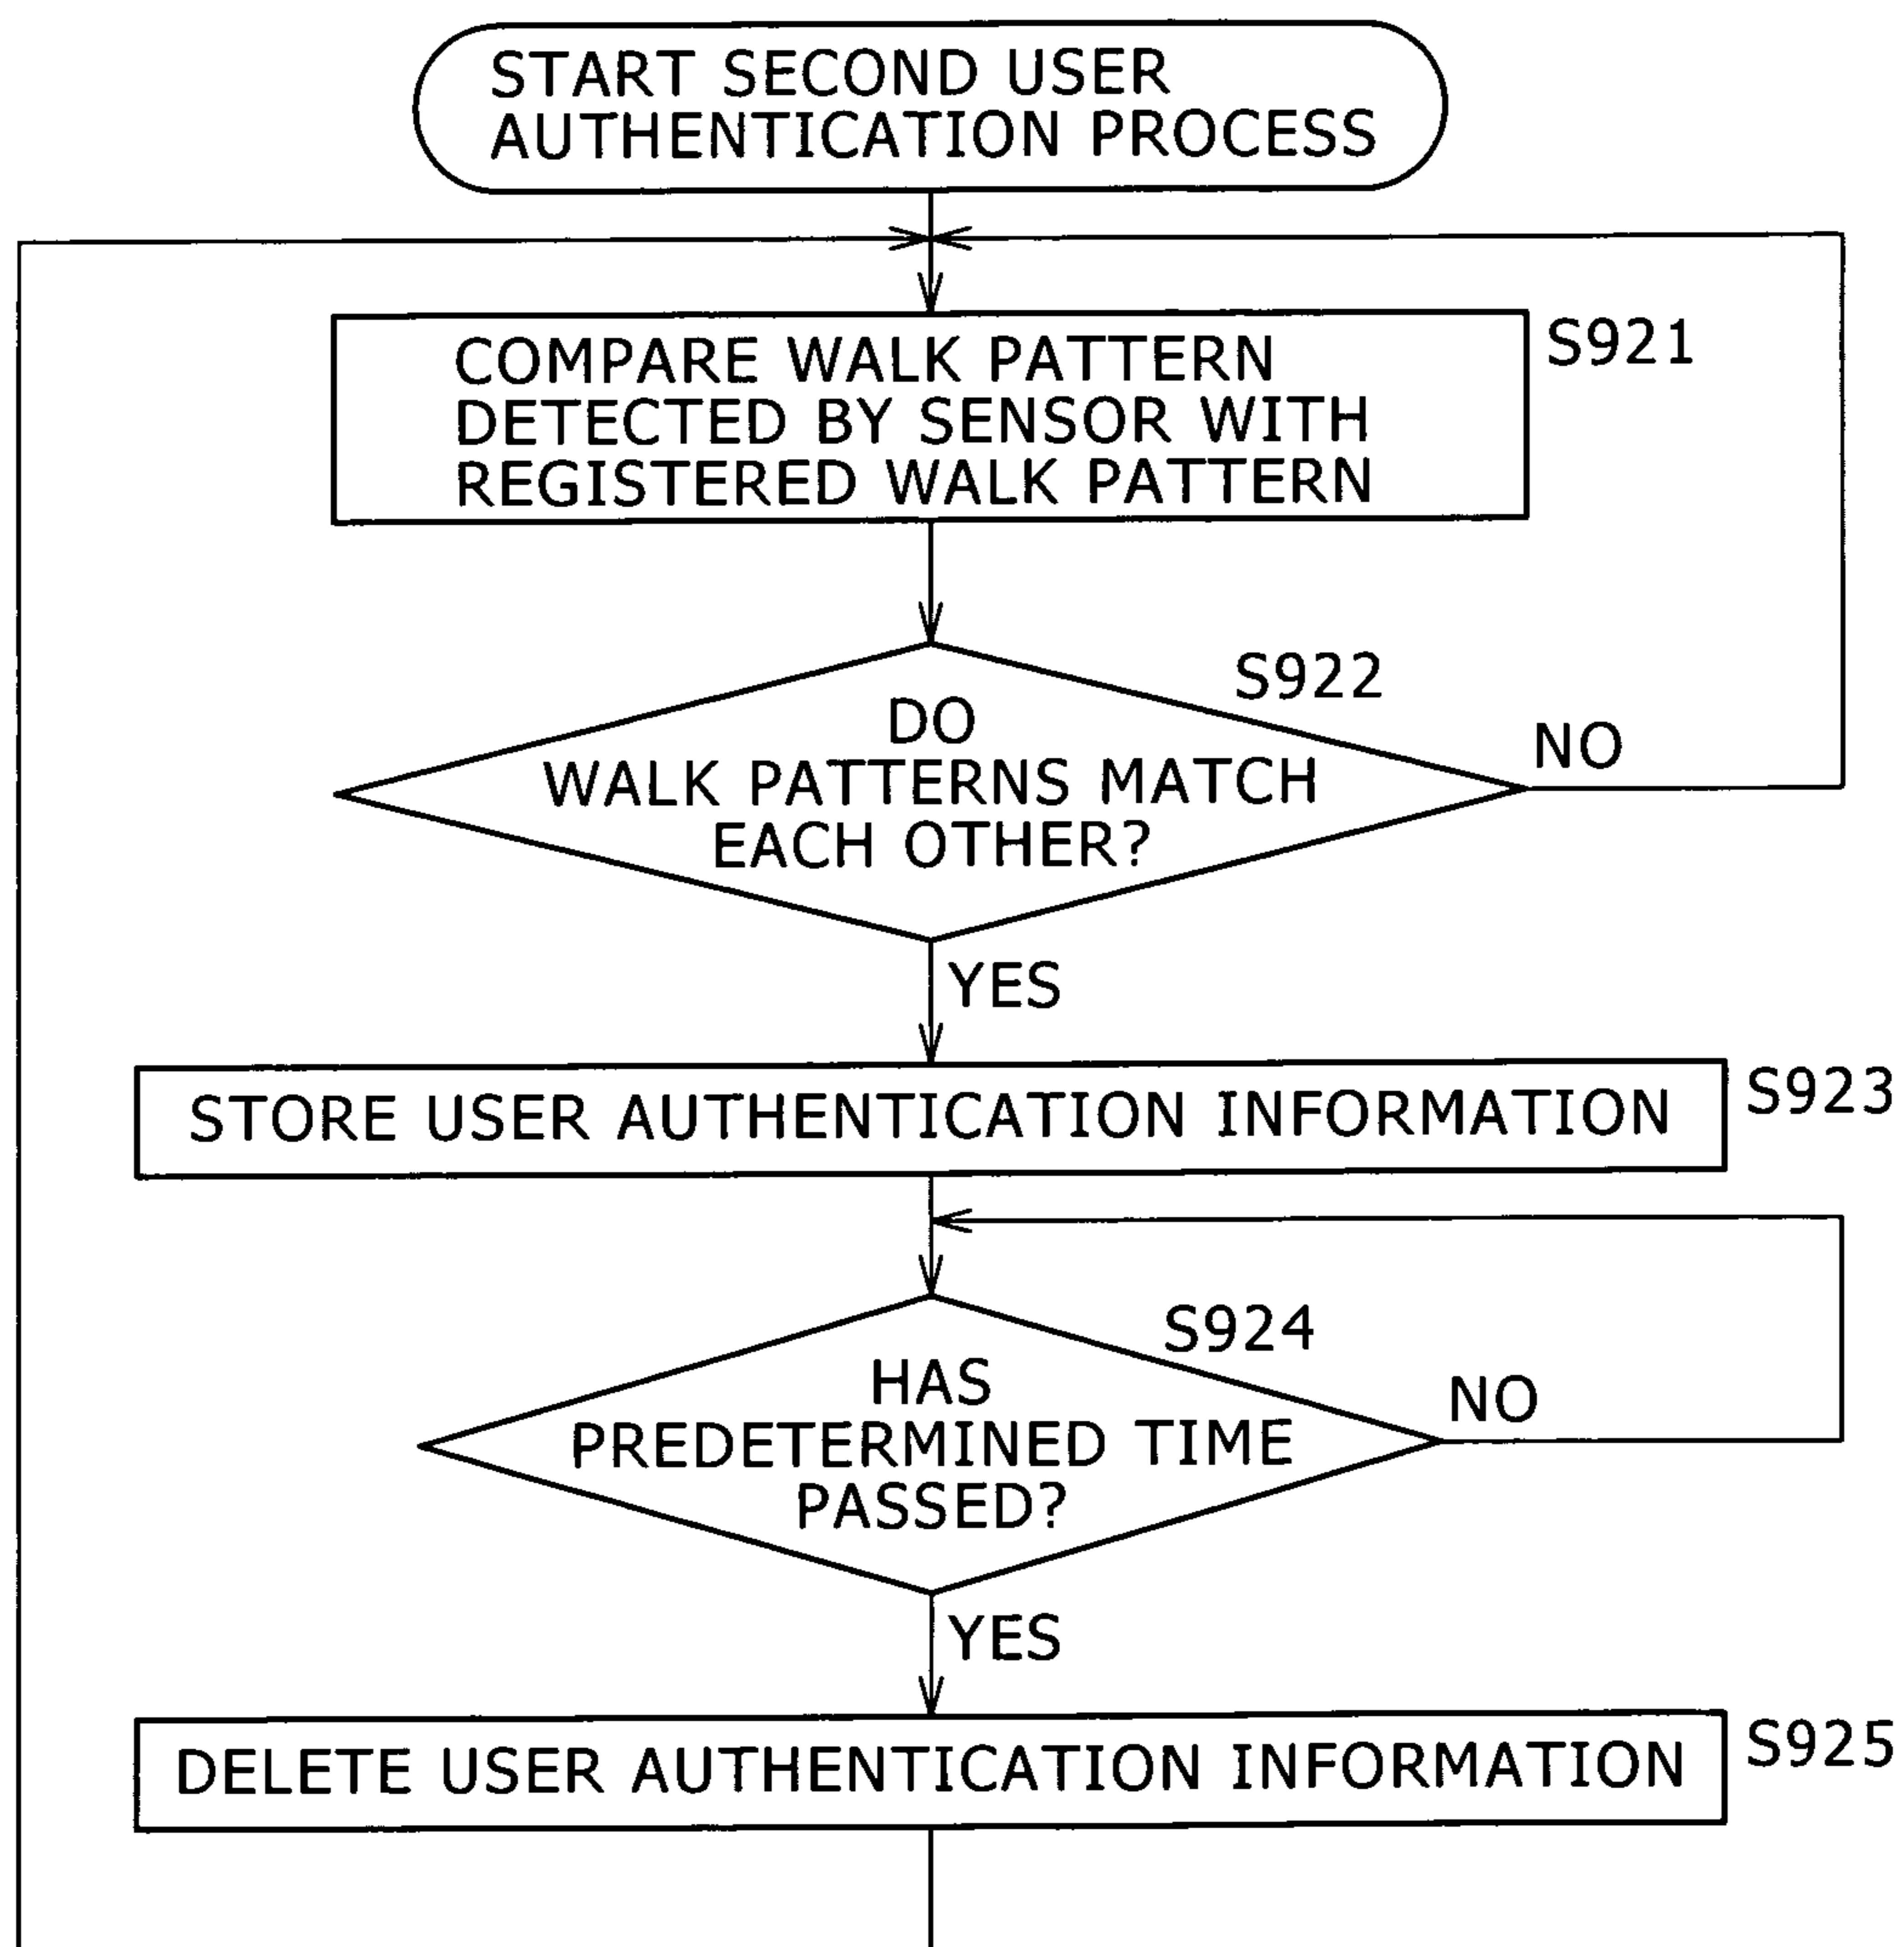 START SECOND USER
AUTHENTICATION PROCESS
COMPARE WALK PATTERN
DETECTED BY SENSOR WITH
REGISTERED WALK PATTERN
S921
S922
DO
WALK PATTERNS MATCH
EACH OTHER?
NO
YES
STORE USER AUTHENTICATION INFORMATION
S923
S924
HAS
PREDETERMINED TIME
PASSED?
NO
YES
DELETE USER AUTHENTICATION INFORMATION
S925